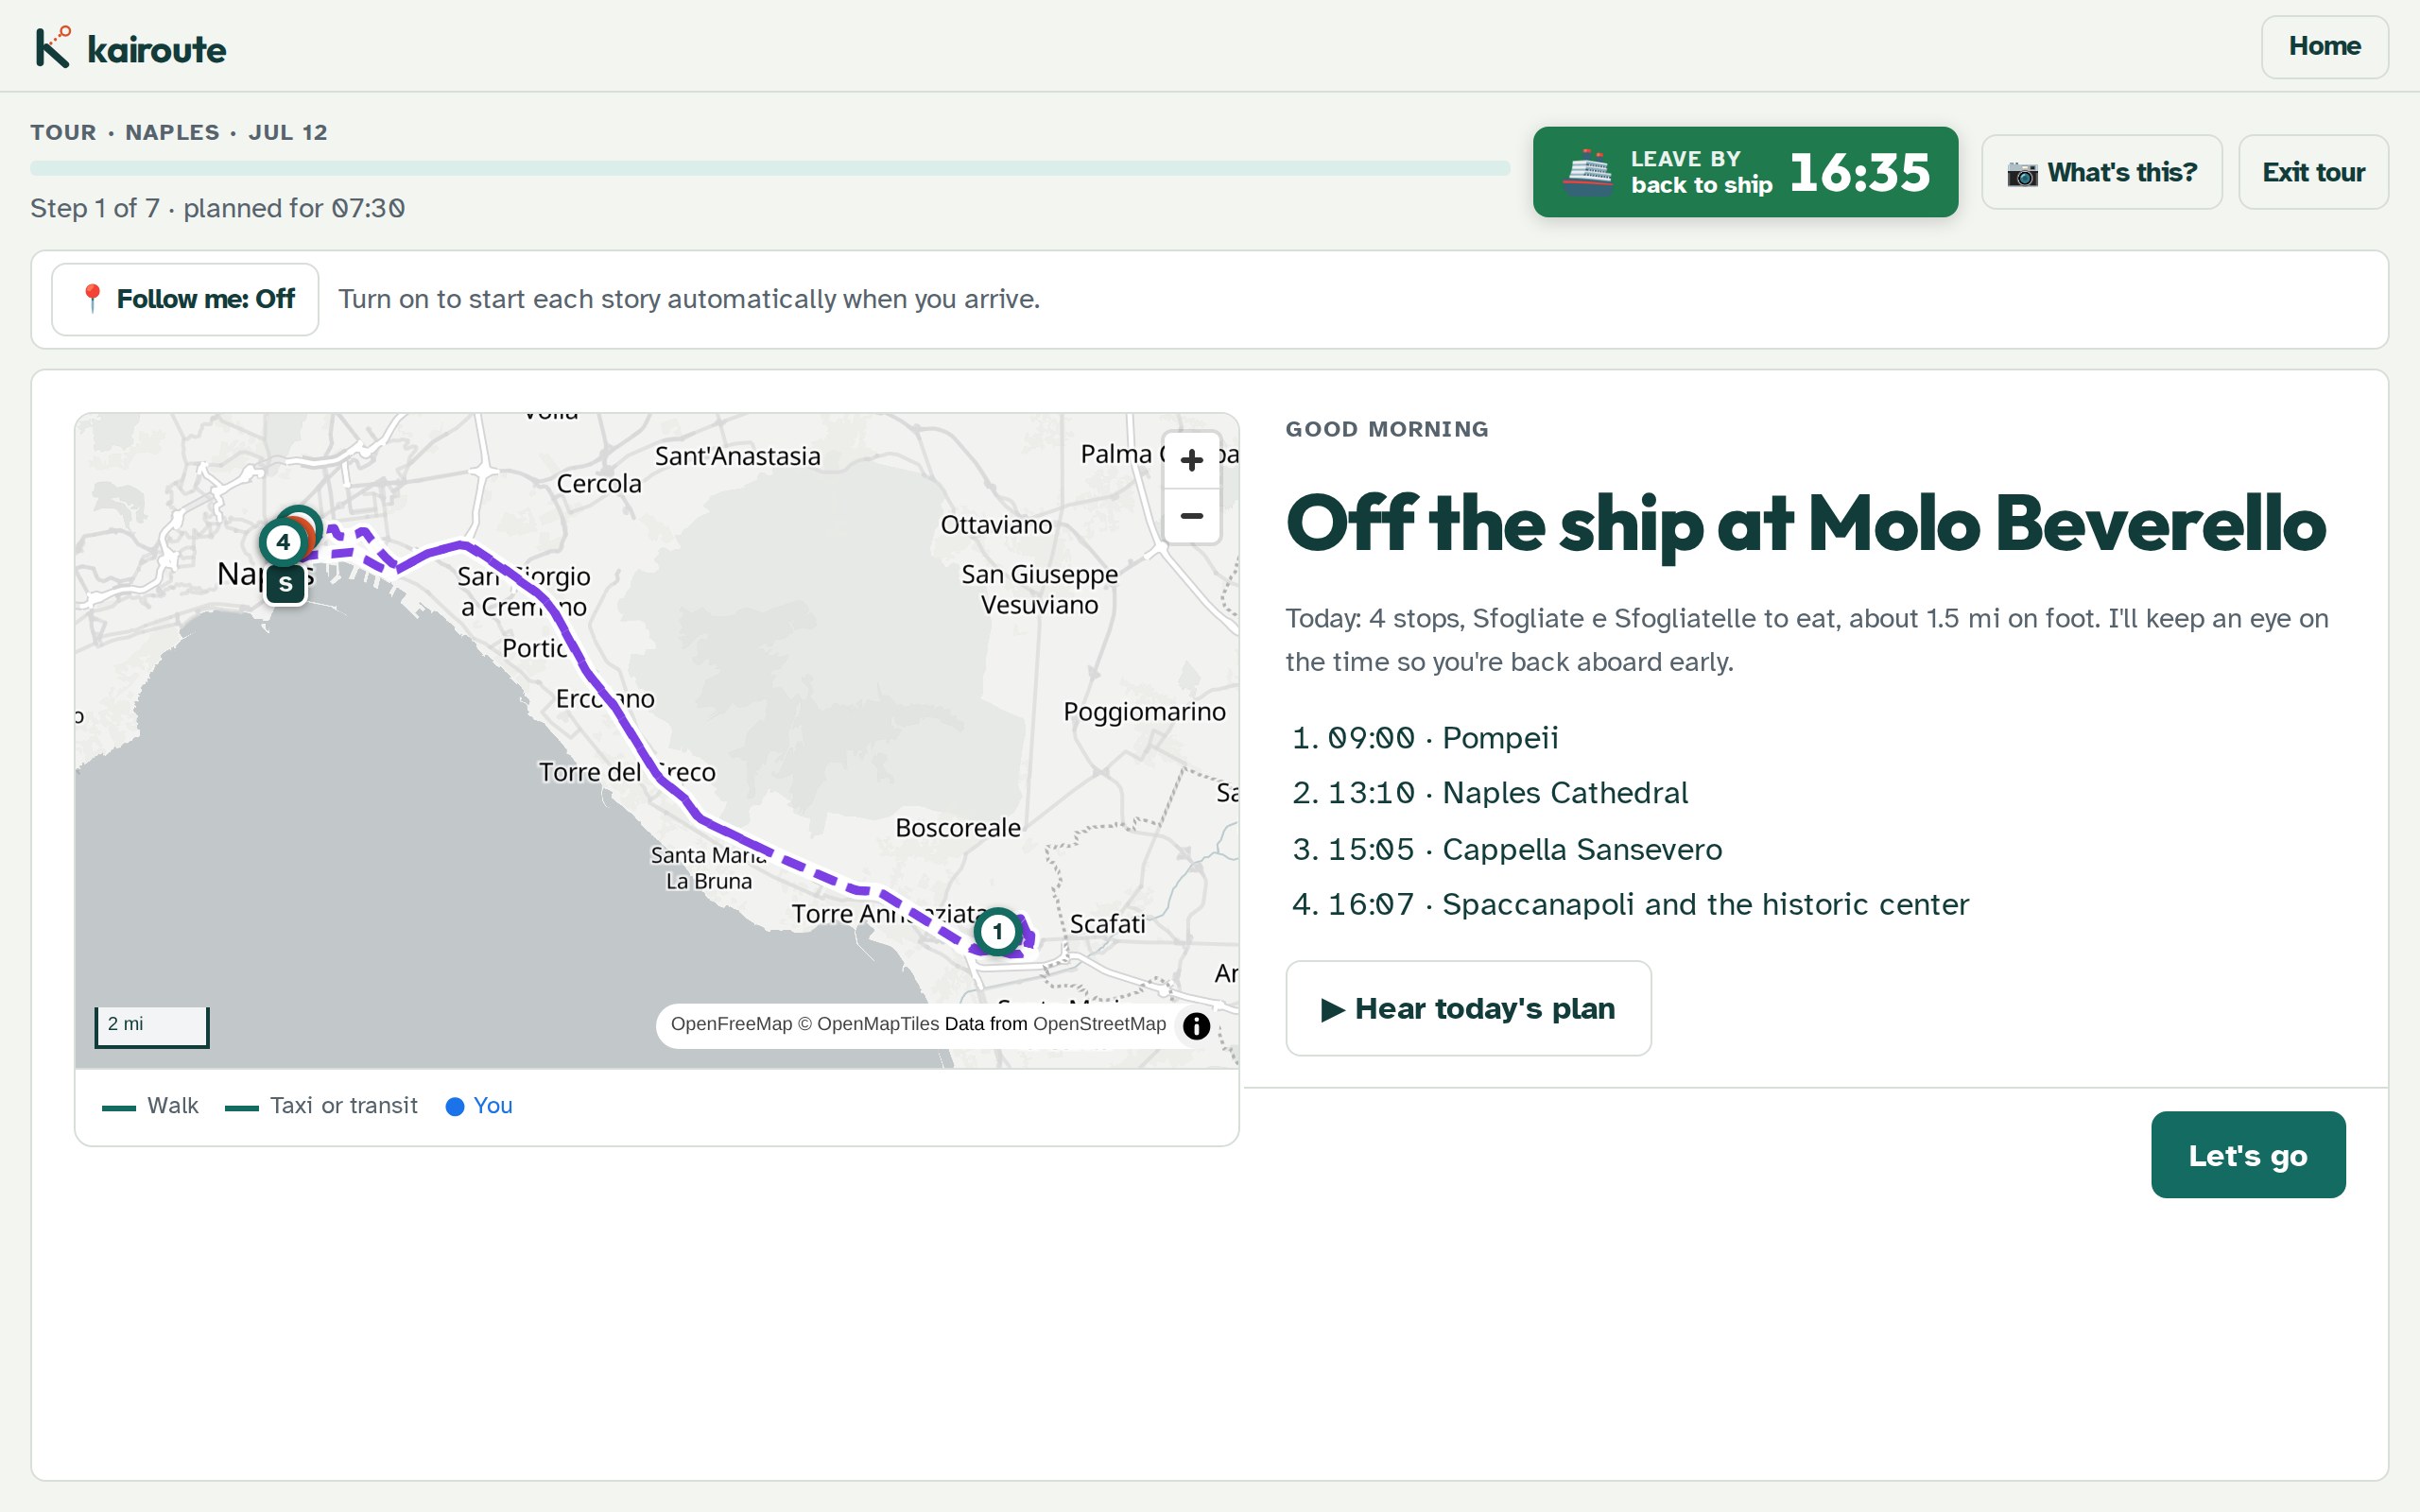 kairoute
Home
TOUR · NAPLES · JUL 12
Step 1 of 7 · planned for 07:30
LEAVE BY
back to ship
16:35
What's this?
Exit tour
Follow me: Off
Turn on to start each story automatically when you arrive.
Sant'Anastasia
Cercola
Palma
Ottaviano
San Giuseppe
Vesuviano
4
S
1
Poggiomarino
Boscoreale
La Bruna
Scafati
2 mi
OpenFreeMap © OpenMapTiles Data from OpenStreetMap
Walk
Taxi or transit
You
GOOD MORNING
Off the ship at Molo Beverello
Today: 4 stops, Sfogliate e Sfogliatelle to eat, about 1.5 mi on foot. I'll keep an eye on
the time so you're back aboard early.
1. 09:00 · Pompeii
2. 13:10 · Naples Cathedral
3. 15:05 · Cappella Sansevero
4. 16:07 · Spaccanapoli and the historic center
▶ Hear today's plan
Let's go